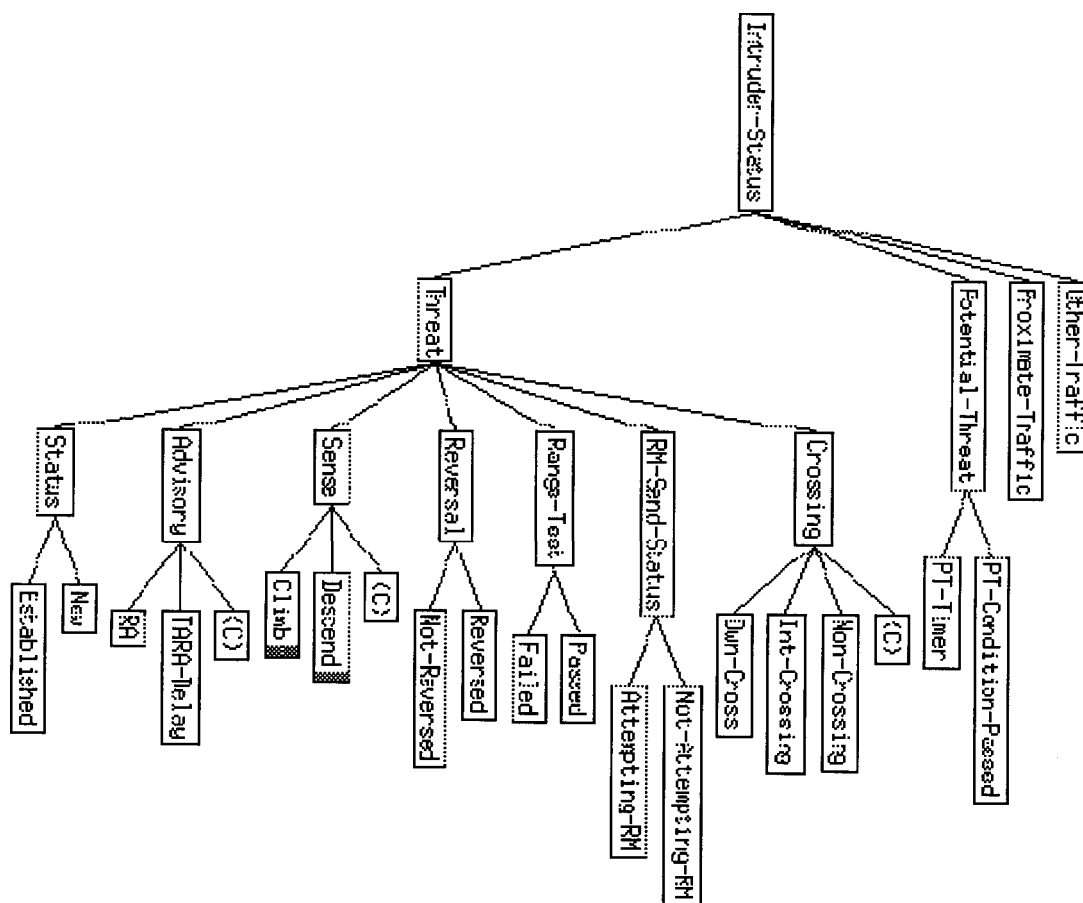 Intruder-Status
Other-Traffic
Proximate-Traffic
Potential-Threat
PT-Condition-Passed
PT-Timer
Threat
Crossing
(C)
Non-Crossing
Int-Crossing
Own-Cross
RM-Send-Status
Not-Attempting-RM
Attempting-RM
Range-Test
Passed
Failed
Reversal
Reversed
Not-Reversed
Sense
(C)
Descend
Climb
Advisory
(C)
TARA-Delay
RA
Status
New
Established